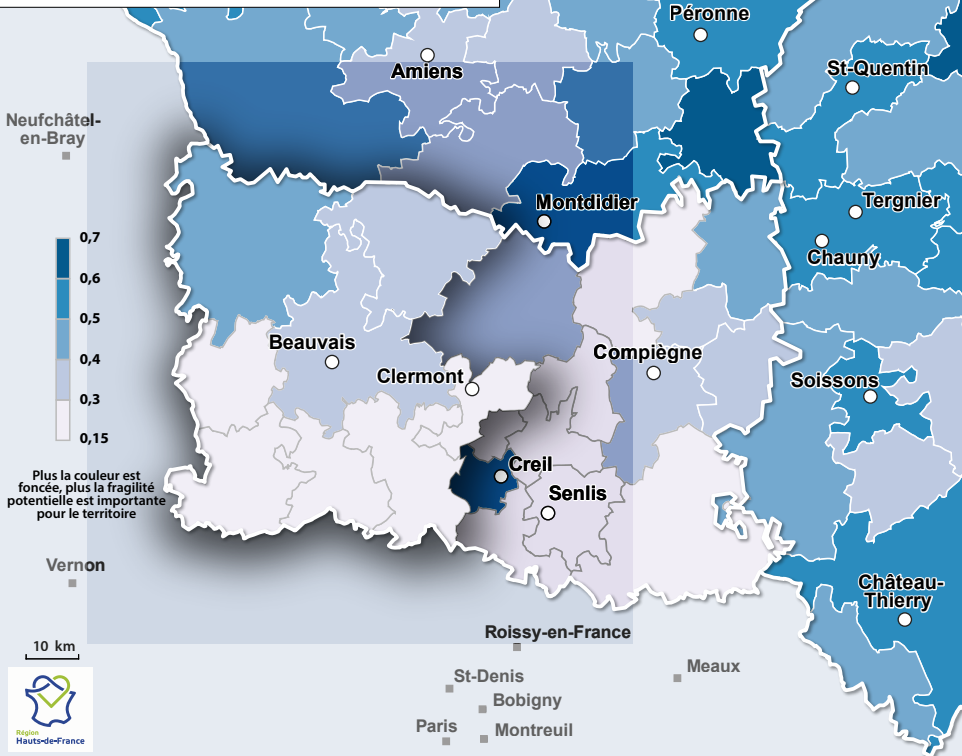 Péronne
Amiens
St-Quentin
Neufchâtel-
en-Bray
Montdidier
Tergnier
Chauny
0,7
0,6
0,5
0,4
0,3
0,15
Beauvais
Clermont
Compiègne
Soissons
Plus la couleur est
foncée, plus la fragilité
potentielle est importante
pour le territoire
Creil
Senlis
Vernon
Château-
Thierry
10 km
Roissy-en-France
St-Denis
Meaux
Bobigny
Paris
Montreuil
Région
Hauts-de-France